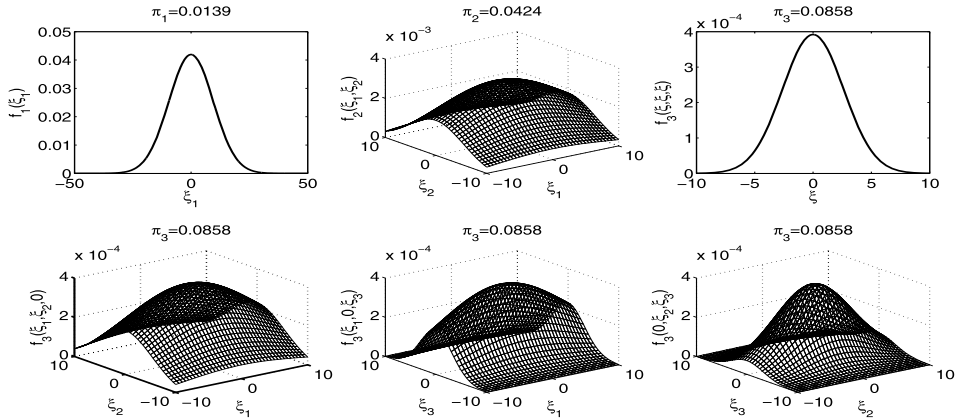 π₁=0.0139
0.05
0.04
0.03
0.02
0.01
0
f₁(ξ₁)
−50 0 50
ξ₁
π₂=0.0424
x 10⁻³
4
2
0
f₂(ξ₁,ξ₂)
10
0
−10
ξ₂
−10 0 10
ξ₁
π₃=0.0858
x 10⁻⁴
4
3
2
1
0
f₃(ξ,ξ,ξ)
−10 −5 0 5 10
ξ
π₃=0.0858
x 10⁻⁴
4
2
0
f₃(ξ₁,ξ₂,0)
10
0
−10
ξ₂
−10 0 10
ξ₁
π₃=0.0858
x 10⁻⁴
4
2
0
f₃(ξ₁,0,ξ₃)
10
0
−10
ξ₃
−10 0 10
ξ₁
π₃=0.0858
x 10⁻⁴
4
2
0
f₃(0,ξ₂,ξ₃)
10
0
−10
ξ₃
−10 0 10
ξ₂